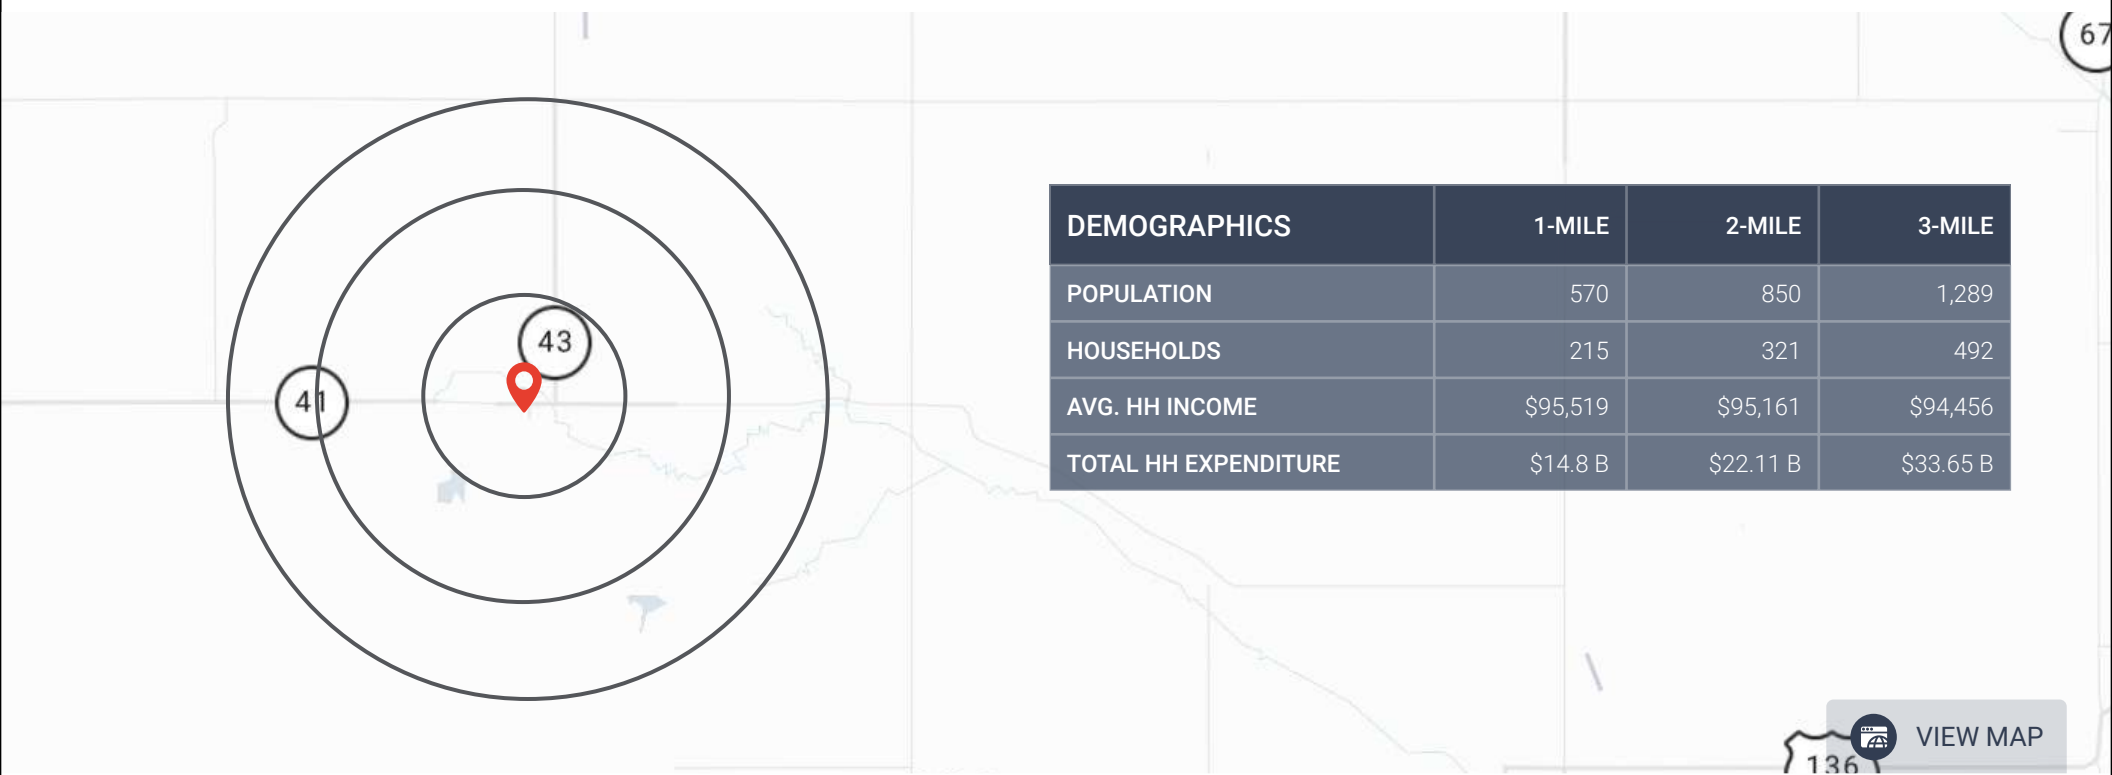 67
43
41
DEMOGRAPHICS 1-MILE 2-MILE 3-MILE
POPULATION 570 850 1,289
HOUSEHOLDS 215 321 492
AVG. HH INCOME $95,519 $95,161 $94,456
TOTAL HH EXPENDITURE $14.8 B $22.11 B $33.65 B
VIEW MAP
136